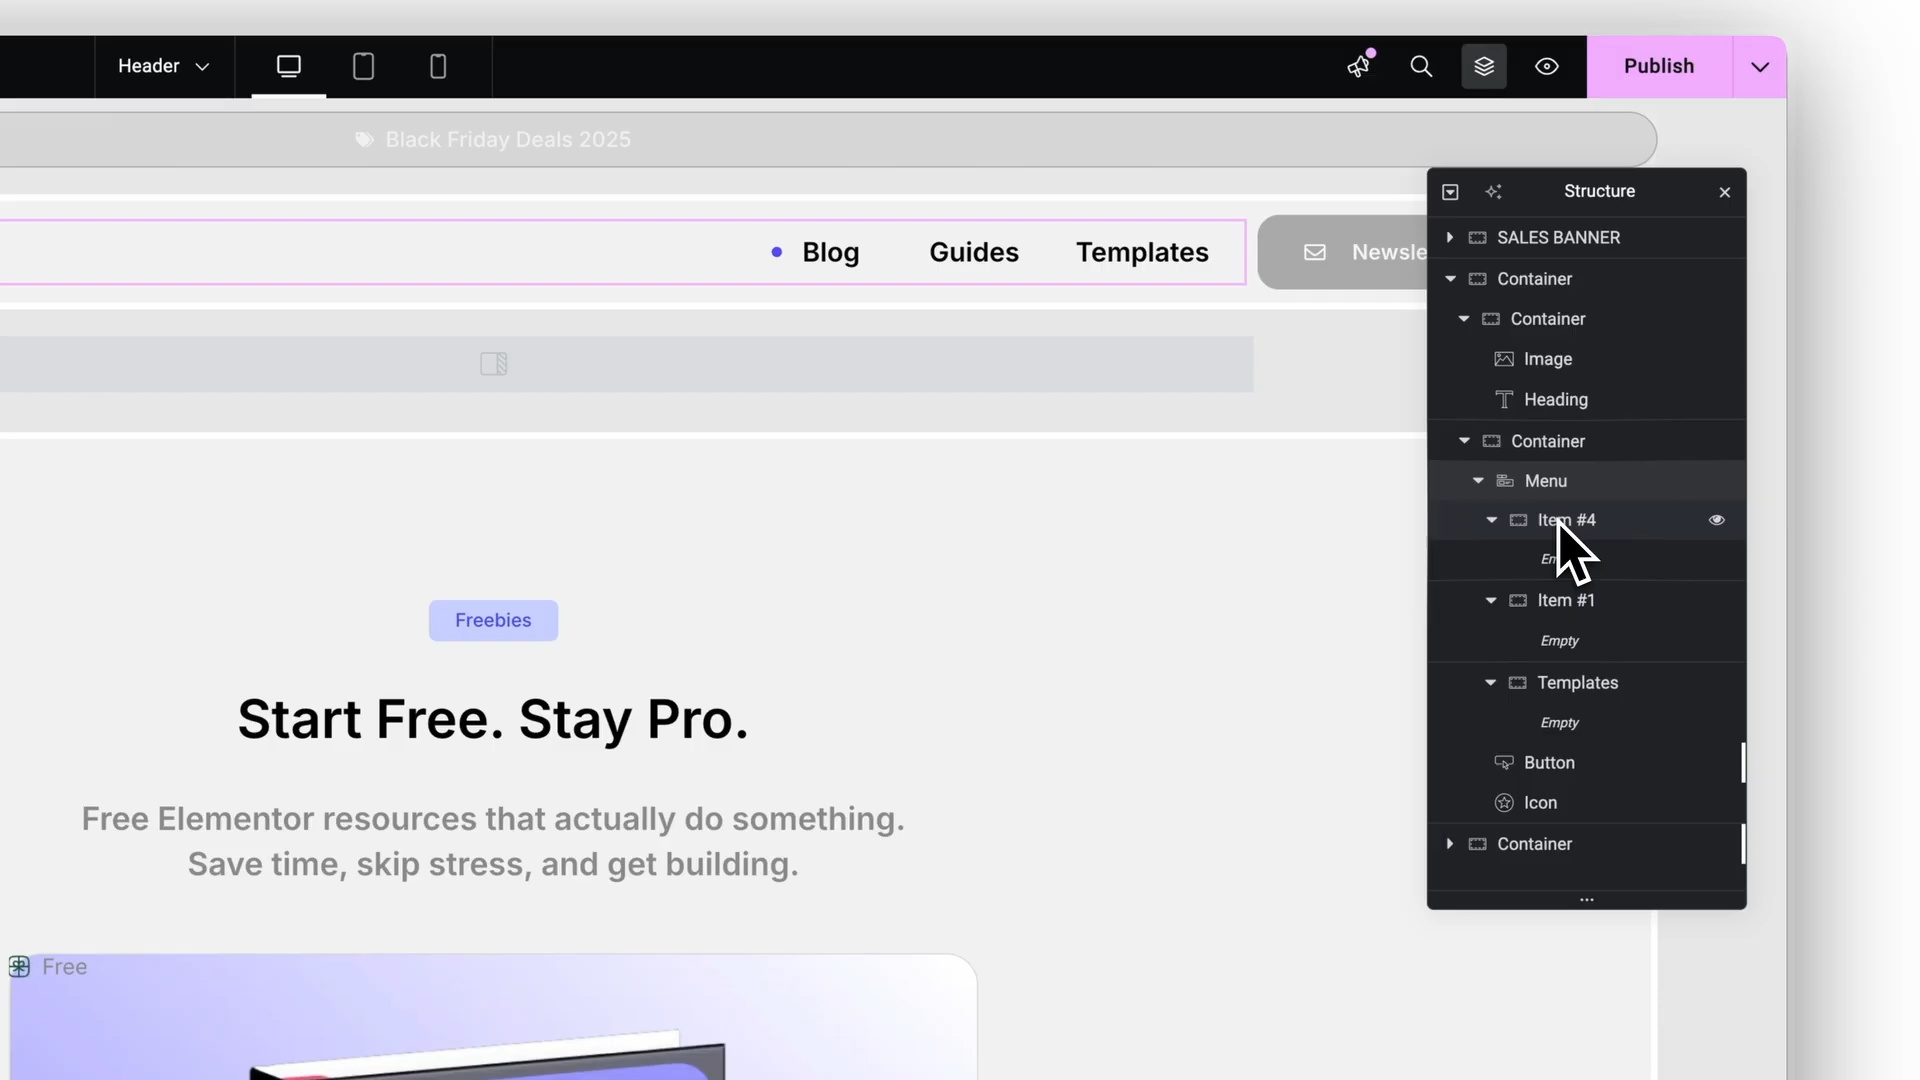 Header
Publish
Black Friday Deals 2025
Blog
Guides
Templates
Newsle
Structure
SALES BANNER
Container
Container
Image
Heading
Container
Menu
Item #4
Item #1
Empty
Templates
Empty
Button
Icon
Container
Freebies
Start Free. Stay Pro.
Free Elementor resources that actually do something.
Save time, skip stress, and get building.
Free